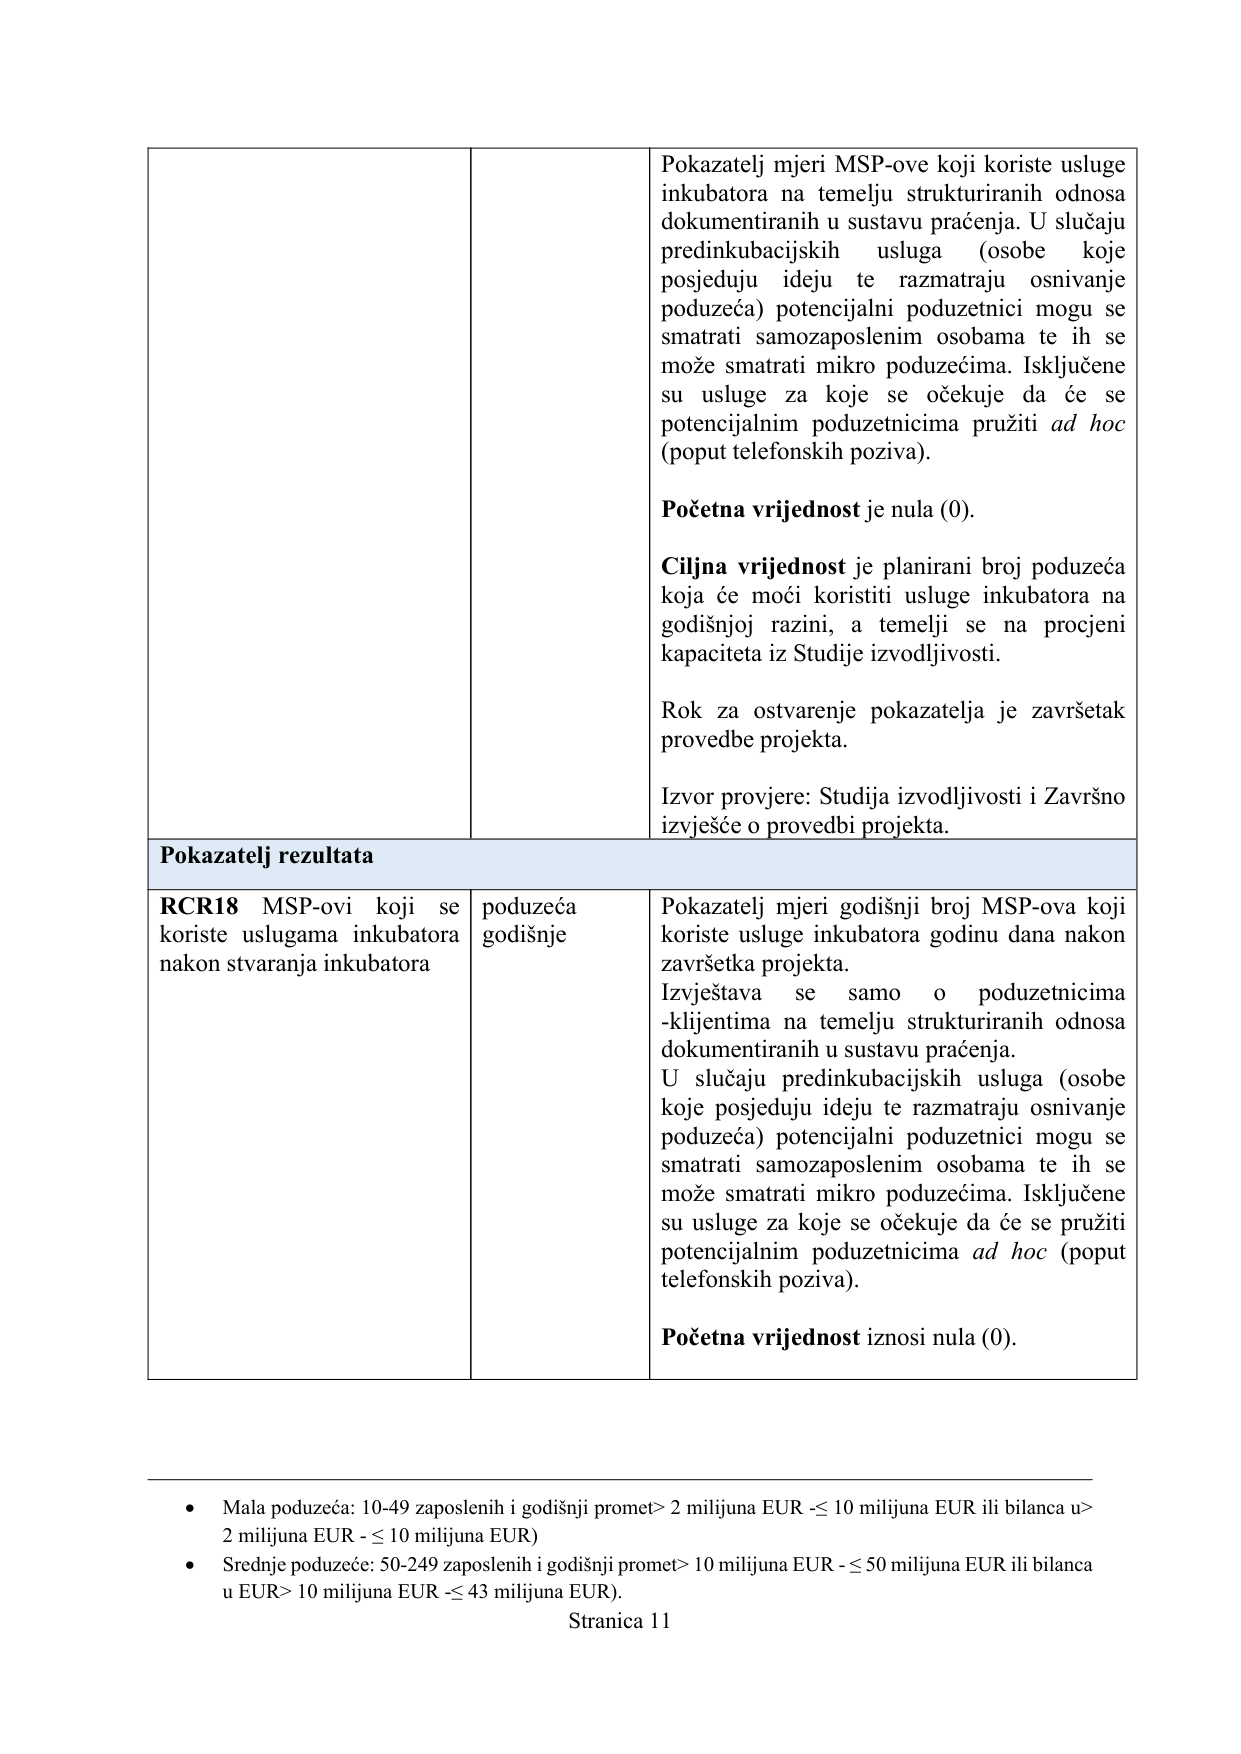 Pokazatelj mjeri MSP-ove koji koriste usluge
inkubatora na temelju strukturiranih odnosa
dokumentiranih u sustavu praćenja. U slučaju
predinkubacijskih usluga (osobe koje
posjeduju ideju te razmatraju osnivanje
poduzeća) potencijalni poduzetnici mogu se
smatrati samozaposlenim osobama te ih se
može smatrati mikro poduzećima. Isključene
su usluge za koje se očekuje da će se
potencijalnim poduzetnicima pružiti ad hoc
(poput telefonskih poziva).
Početna vrijednost je nula (0).
Ciljna vrijednost je planirani broj poduzeća
koja će moći koristiti usluge inkubatora na
godišnjoj razini, a temelji se na procjeni
kapaciteta iz Studije izvodljivosti.
Rok za ostvarenje pokazatelja je završetak
provedbe projekta.
Izvor provjere: Studija izvodljivosti i Završno
izvješće o provedbi projekta.
Pokazatelj rezultata
RCR18 MSP-ovi koji se
koriste uslugama inkubatora
nakon stvaranja inkubatora
poduzeća
godišnje
Pokazatelj mjeri godišnji broj MSP-ova koji
koriste usluge inkubatora godinu dana nakon
završetka projekta.
Izvještava se samo o poduzetnicima
-klijentima na temelju strukturiranih odnosa
dokumentiranih u sustavu praćenja.
U slučaju predinkubacijskih usluga (osobe
koje posjeduju ideju te razmatraju osnivanje
poduzeća) potencijalni poduzetnici mogu se
smatrati samozaposlenim osobama te ih se
može smatrati mikro poduzećima. Isključene
su usluge za koje se očekuje da će se pružiti
potencijalnim poduzetnicima ad hoc (poput
telefonskih poziva).
Početna vrijednost iznosi nula (0).
• Mala poduzeća: 10-49 zaposlenih i godišnji promet> 2 milijuna EUR -≤ 10 milijuna EUR ili bilanca u>
2 milijuna EUR - ≤ 10 milijuna EUR)
• Srednje poduzeće: 50-249 zaposlenih i godišnji promet> 10 milijuna EUR - ≤ 50 milijuna EUR ili bilanca
u EUR> 10 milijuna EUR -≤ 43 milijuna EUR).
Stranica 11